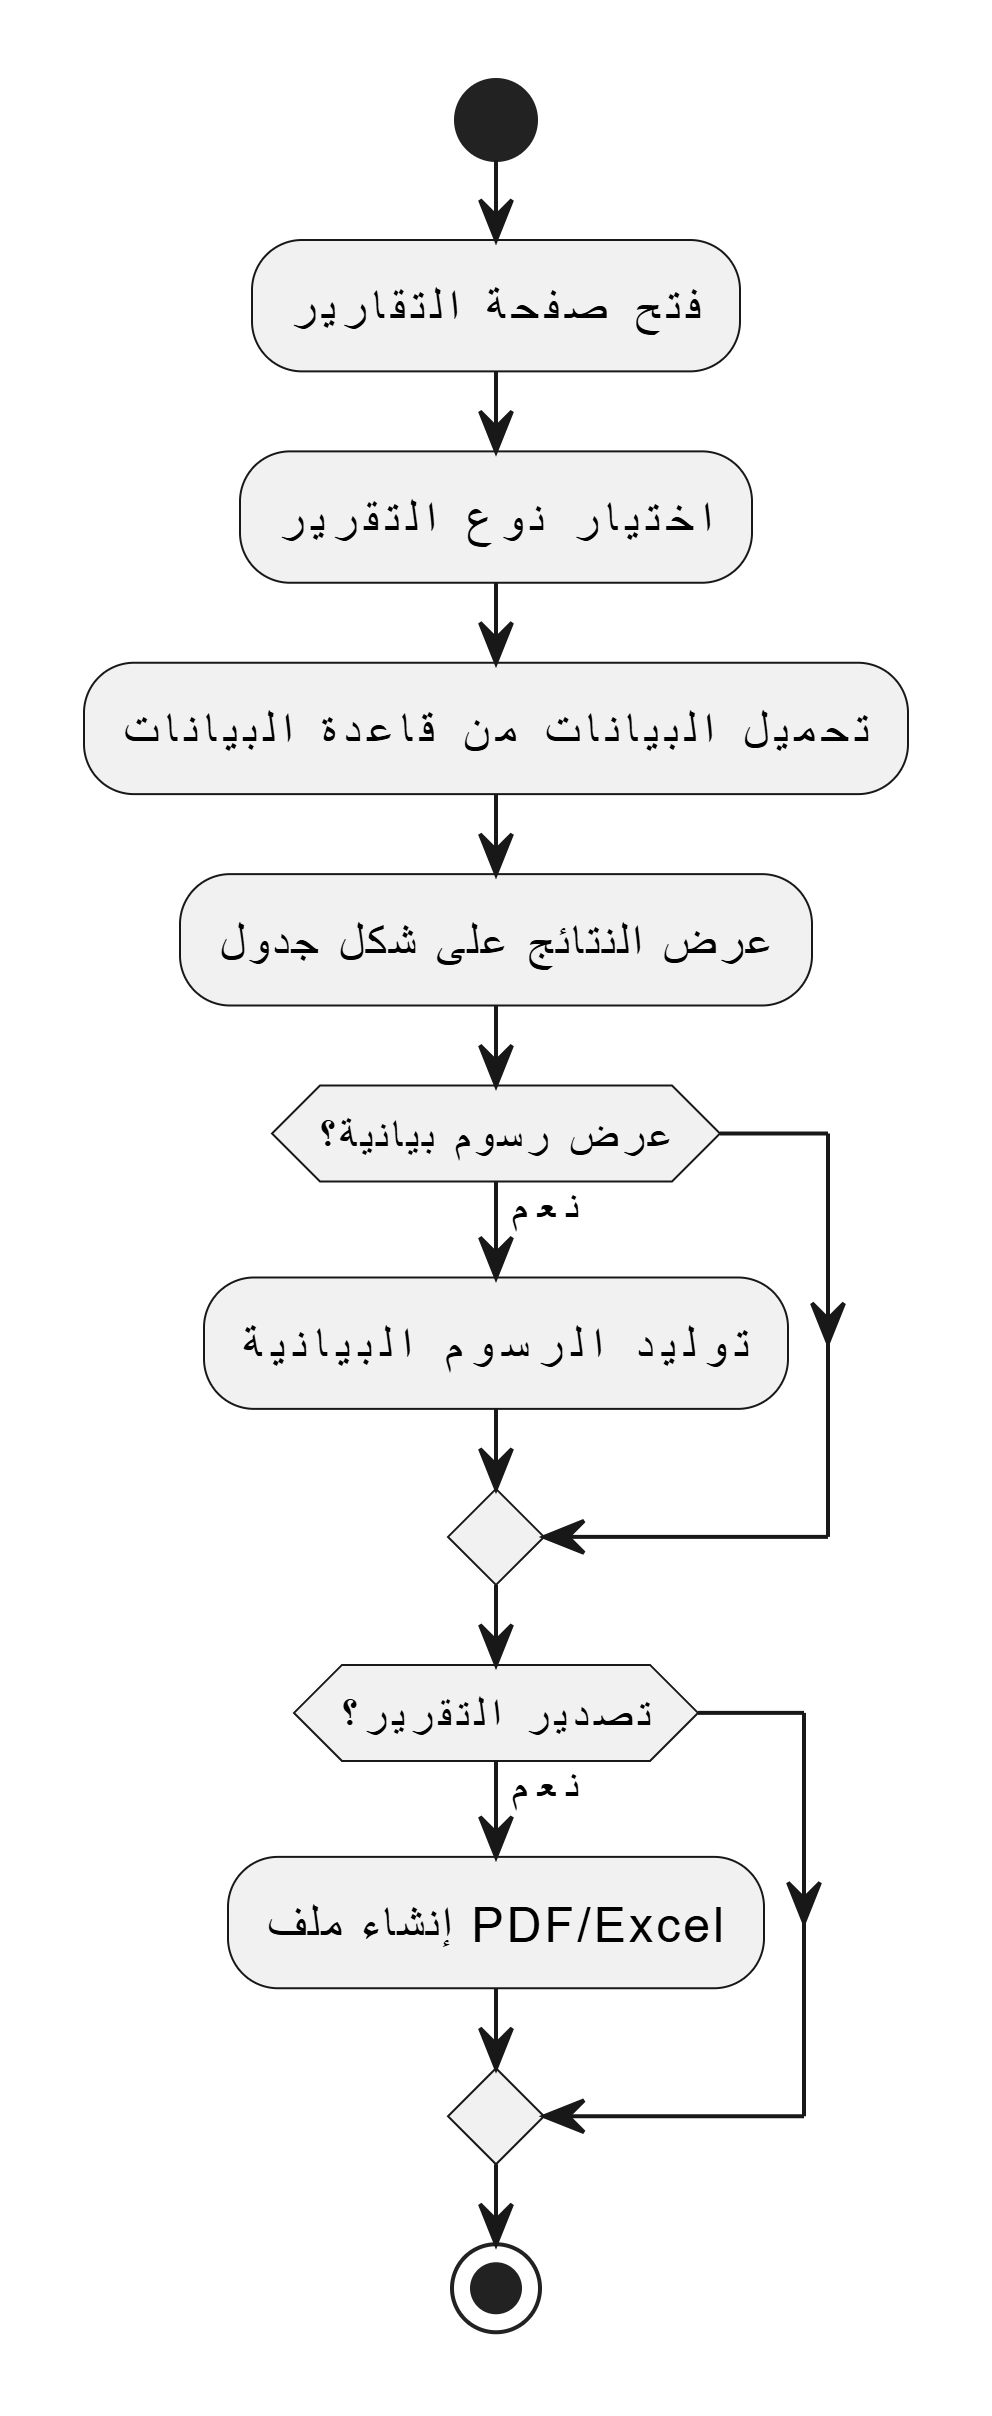 فتح صفحة التقارير
اختيار نوع التقرير
تحميل البيانات من قاعدة البيانات
عرض النتائج على شكل جدول
عرض رسوم بيانية؟
نعم
توليد الرسوم البيانية
تصدير التقرير؟
نعم
إنشاء ملف PDF/Excel